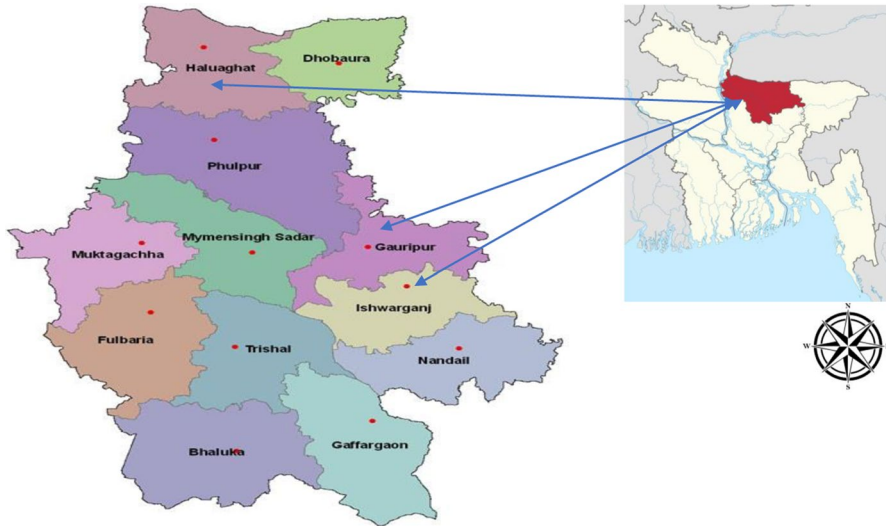 Dhobaura
Haluaghat
Phulpur
Mymensingh Sadar
Gauripur
Muktagachha
Ishwarganj
Fulbaria
Trishal
Nandail
Gaffargaon
Bhaluka
N
W
E
S